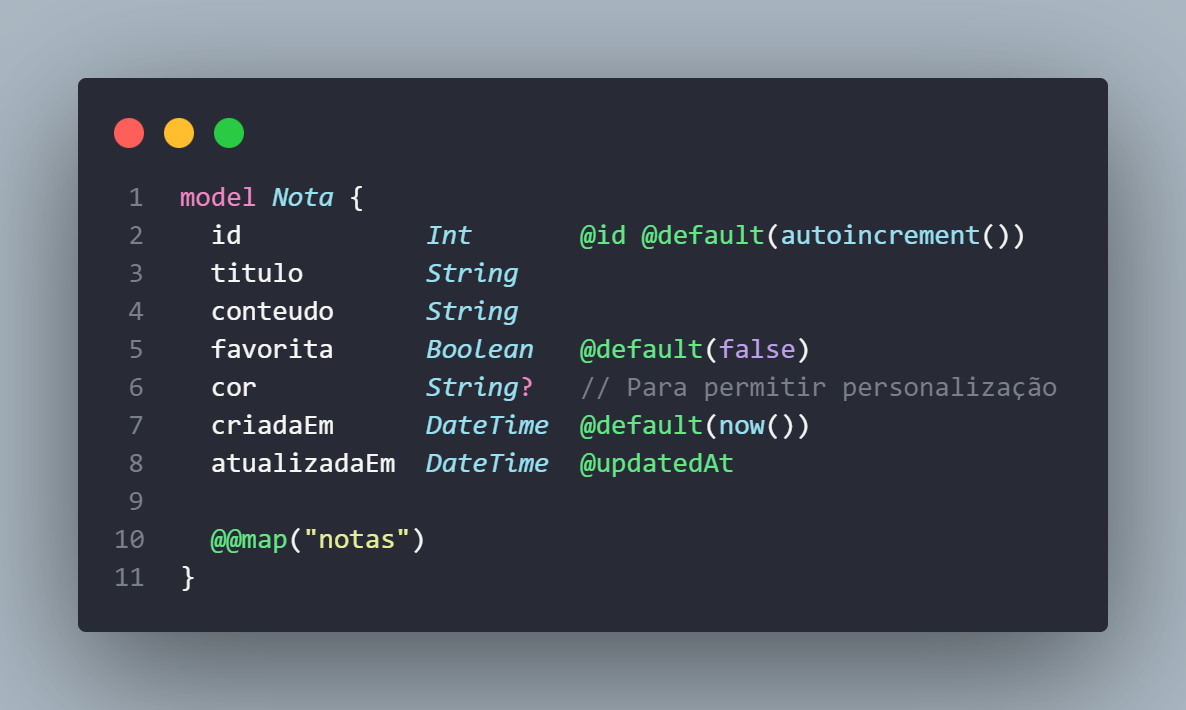 1 model Nota {
2   id            Int       @id @default(autoincrement())
3   titulo        String
4   conteudo      String
5   favorita      Boolean   @default(false)
6   cor           String?   // Para permitir personalização
7   criadaEm      DateTime  @default(now())
8   atualizadaEm  DateTime  @updatedAt
9
10   @@map("notas")
11 }